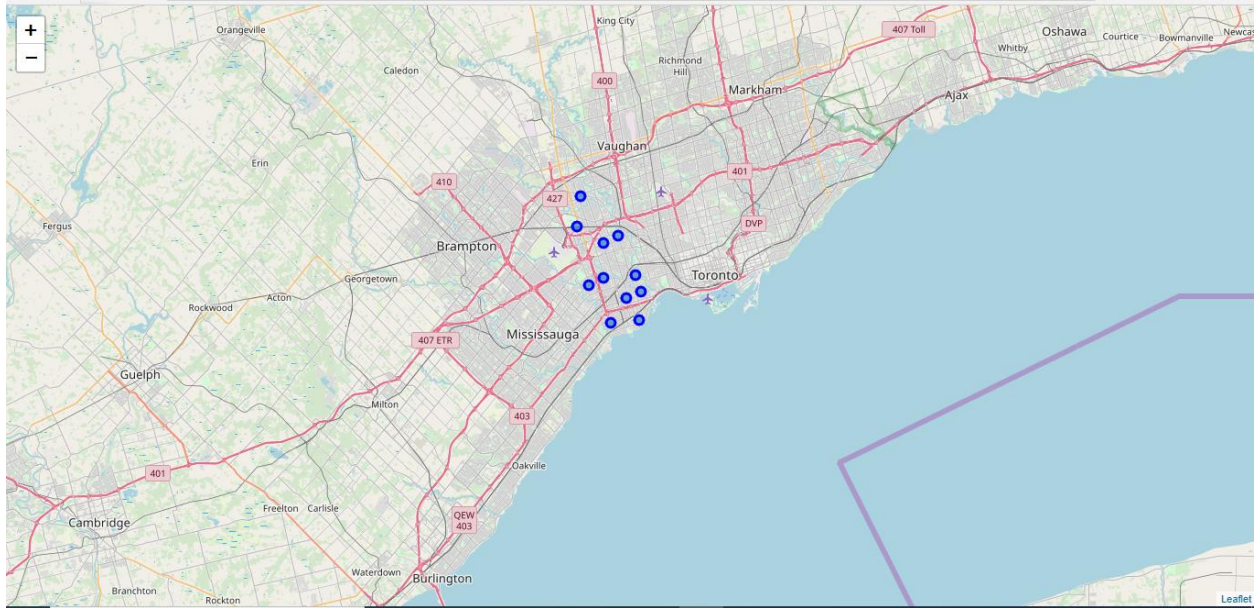 +
−
King City
Orangeville
407 Toll
Oshawa
Courtice
Bowmanville
Newcas
Whitby
Richmond
Hill
Caledon
400
Markham
Ajax
Vaughan
Erin
401
410
427
Fergus
DVP
Brampton
Georgetown
Toronto
Acton
Rockwood
Mississauga
407 ETR
Guelph
Milton
403
Oakville
401
Freelton
Carlisle
QEW
403
Cambridge
Waterdown
Burlington
Branchton
Rockton
Leaflet